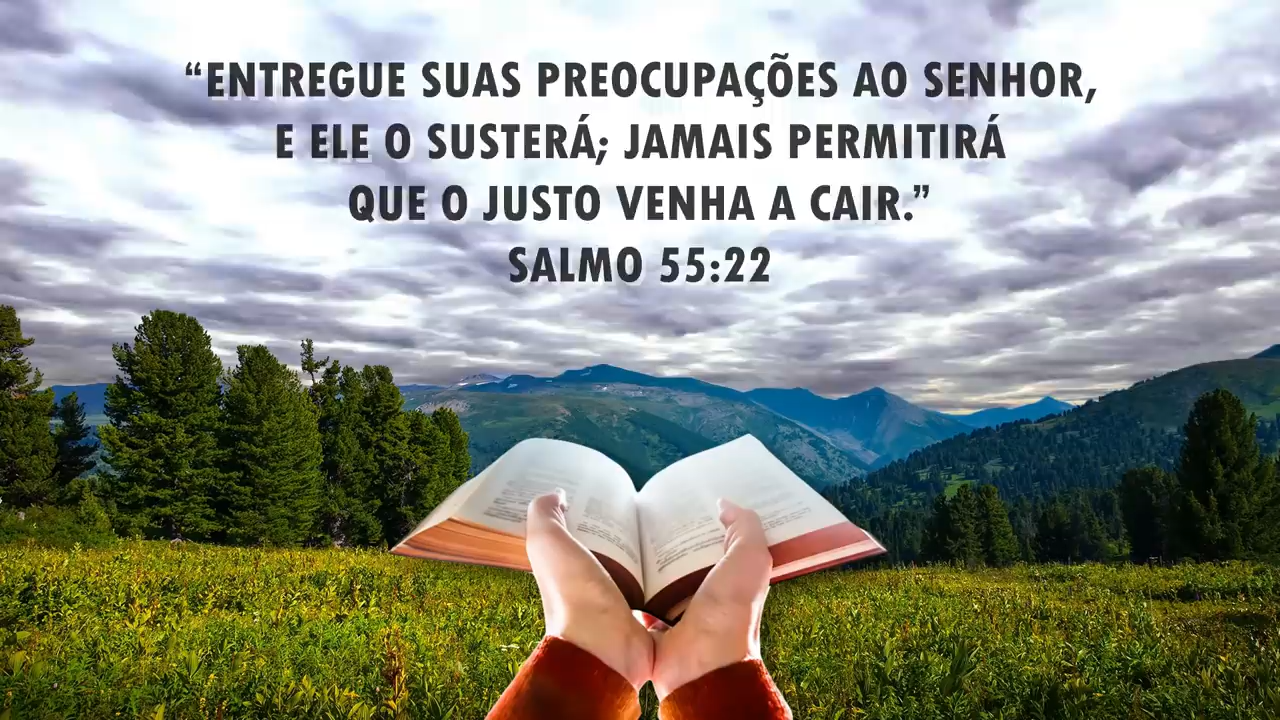 “ENTREGUE SUAS PREOCUPAÇÕES AO SENHOR,
E ELE O SUSTERÁ; JAMAIS PERMITIRÁ
QUE O JUSTO VENHA A CAIR.”
SALMO 55:22